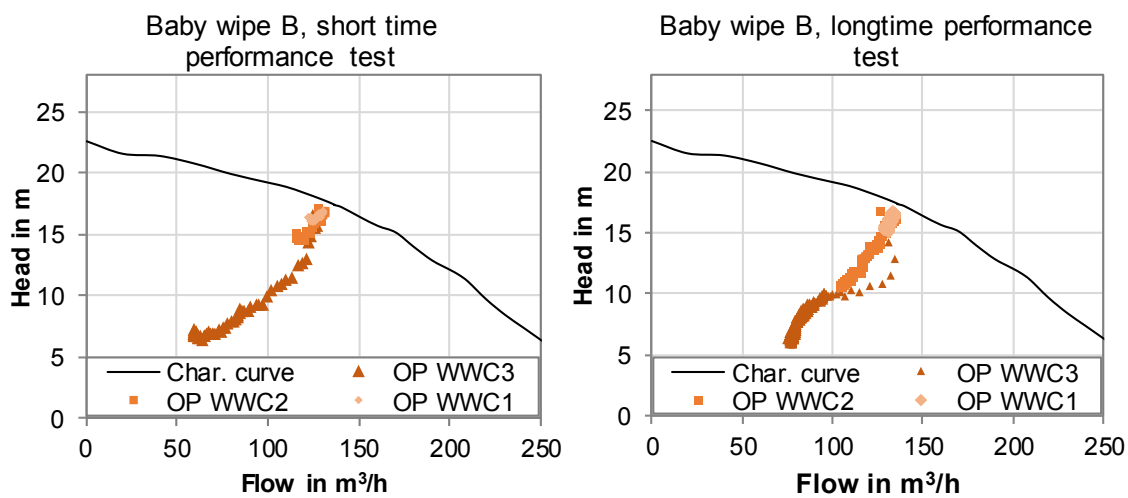 Baby wipe B, short time
performance test
Head in m
25
20
15
10
5
0
Char. curve
OP WWC3
OP WWC2
OP WWC1
0 50 100 150 200 250
Flow in m³/h
Baby wipe B, longtime performance
test
Head in m
25
20
15
10
5
0
Char. curve
OP WWC3
OP WWC2
OP WWC1
0 50 100 150 200 250
Flow in m³/h